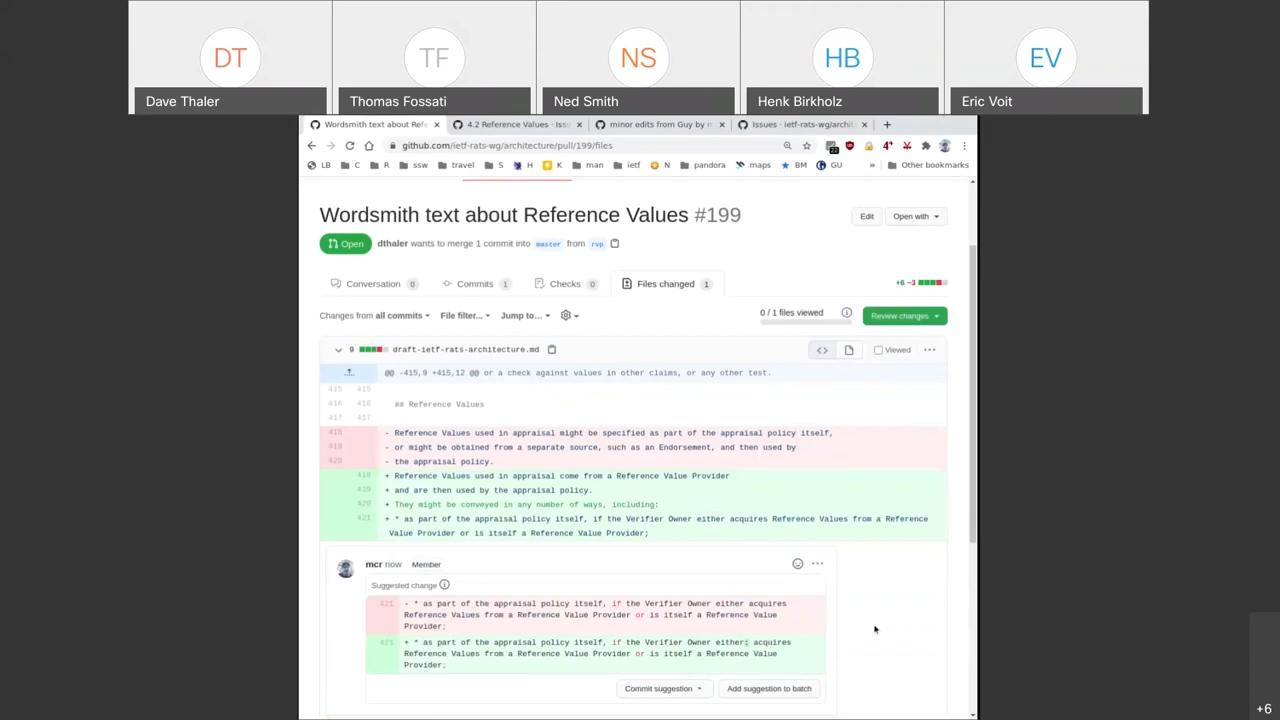 DT
TF
NS
HB
EV
Dave Thaler
Thomas Fossati
Ned Smith
Henk Birkholz
Eric Voit
Wordsmith text about Refe
4.2 Reference Values · Issu
minor edits from Guy by m
Issues · ietf-rats-wg/archit
github.com/ietf-rats-wg/architecture/pull/199/files
LB
C
R
ssw
travel
S
H
K
man
ietf
N
pandora
maps
BM
GU
»
Other bookmarks
Wordsmith text about Reference Values #199
Edit
Open with
Open
dthaler wants to merge 1 commit into master from rvp
Conversation 0
Commits 1
Checks 0
Files changed 1
+6 −3
Changes from all commits
File filter...
Jump to...
0 / 1 files viewed
Review changes
9 draft-ietf-rats-architecture.md
Viewed
@@ -415,9 +415,12 @@ or a check against values in other claims, or any other test.
415 415
416 416 ## Reference Values
417 417
418 - Reference Values used in appraisal might be specified as part of the appraisal policy itself,
419 - or might be obtained from a separate source, such as an Endorsement, and then used by
420 - the appraisal policy.
418 + Reference Values used in appraisal come from a Reference Value Provider
419 + and are then used by the appraisal policy.
420 + They might be conveyed in any number of ways, including:
421 + * as part of the appraisal policy itself, if the Verifier Owner either acquires Reference Values from a Reference
Value Provider or is itself a Reference Value Provider;
mcr now Member
Suggested change
421 - * as part of the appraisal policy itself, if the Verifier Owner either acquires
Reference Values from a Reference Value Provider or is itself a Reference Value
Provider;
421 + * as part of the appraisal policy itself, if the Verifier Owner either: acquires
Reference Values from a Reference Value Provider or is itself a Reference Value
Provider;
Commit suggestion
Add suggestion to batch
+6